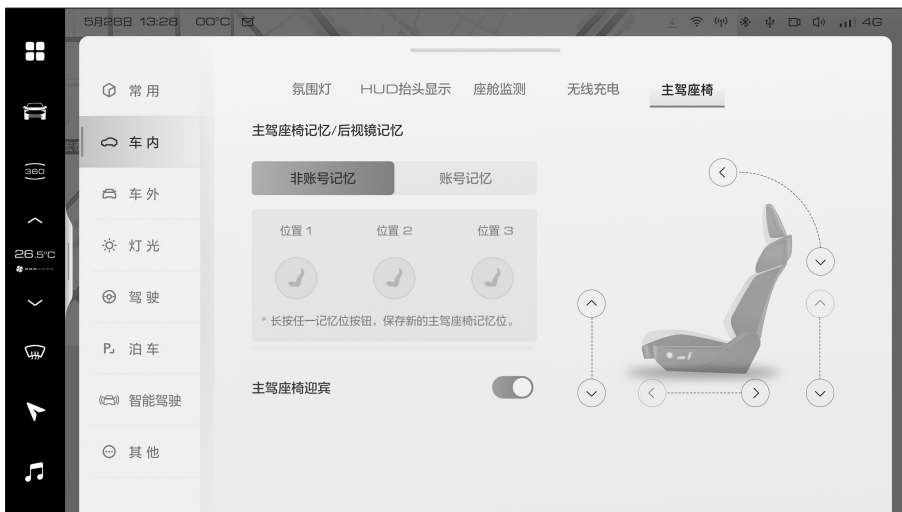 5月28日 13:28 00°C
4G
360
26.5°C
常用
车内
车外
灯光
驾驶
泊车
智能驾驶
其他
氛围灯 HUD抬头显示 座舱监测 无线充电 主驾座椅
主驾座椅记忆/后视镜记忆
非账号记忆 账号记忆
位置 1 位置 2 位置 3
* 长按任一记忆位按钮，保存新的主驾座椅记忆位。
主驾座椅迎宾